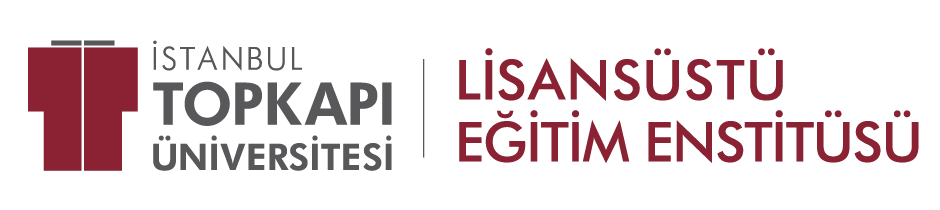 İSTANBUL
TOPKAPI
ÜNİVERSİTESİ
LİSANSÜSTÜ
EĞİTİM ENSTİTÜSÜ